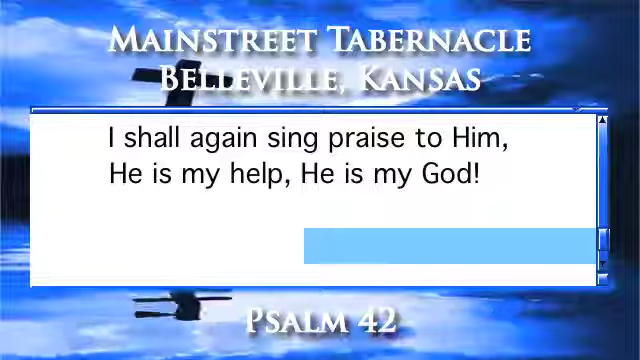 Mainstreet Tabernacle
Belleville, Kansas
I shall again sing praise to Him,
He is my help, He is my God!
Psalm 42